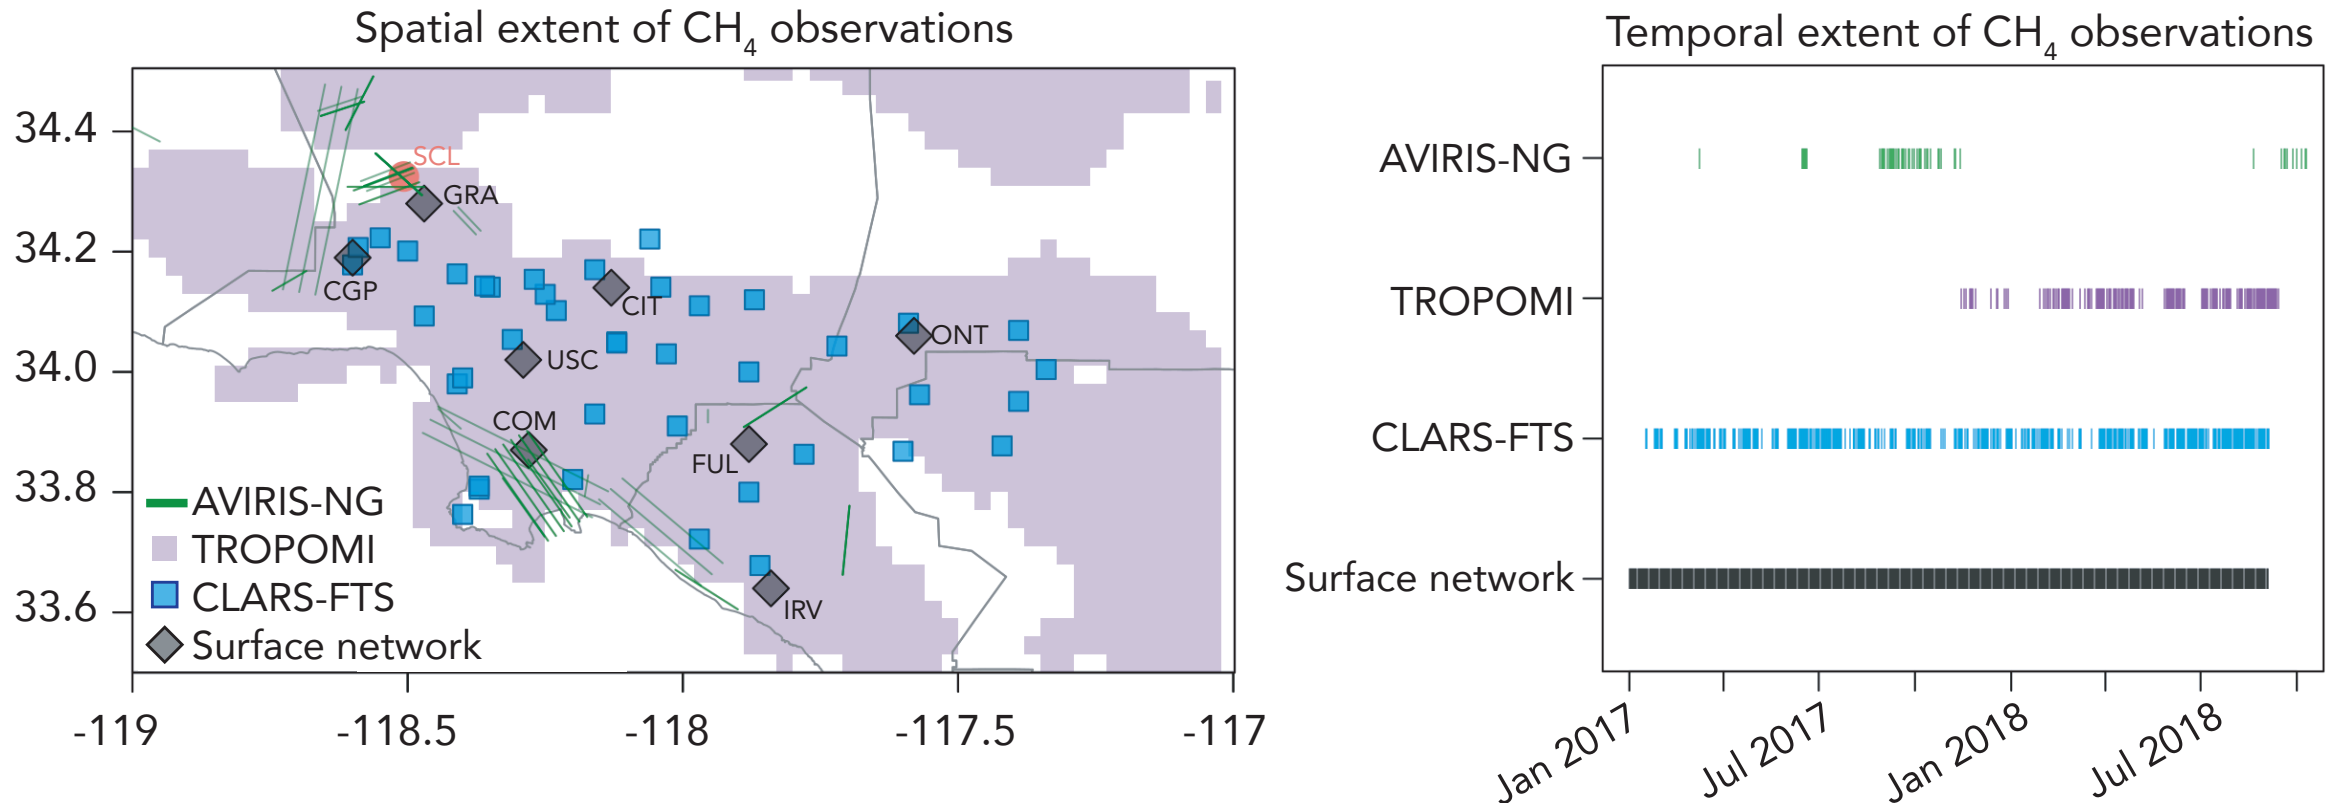 Spatial extent of CH4 observations
34.4
34.2
34.0
33.8
33.6
SCL
GRA
CGP
CIT
ONT
USC
COM
FUL
IRV
AVIRIS-NG
TROPOMI
CLARS-FTS
Surface network
-119
-118.5
-118
-117.5
-117
Temporal extent of CH4 observations
AVIRIS-NG
TROPOMI
CLARS-FTS
Surface network
Jan 2017
Jul 2017
Jan 2018
Jul 2018